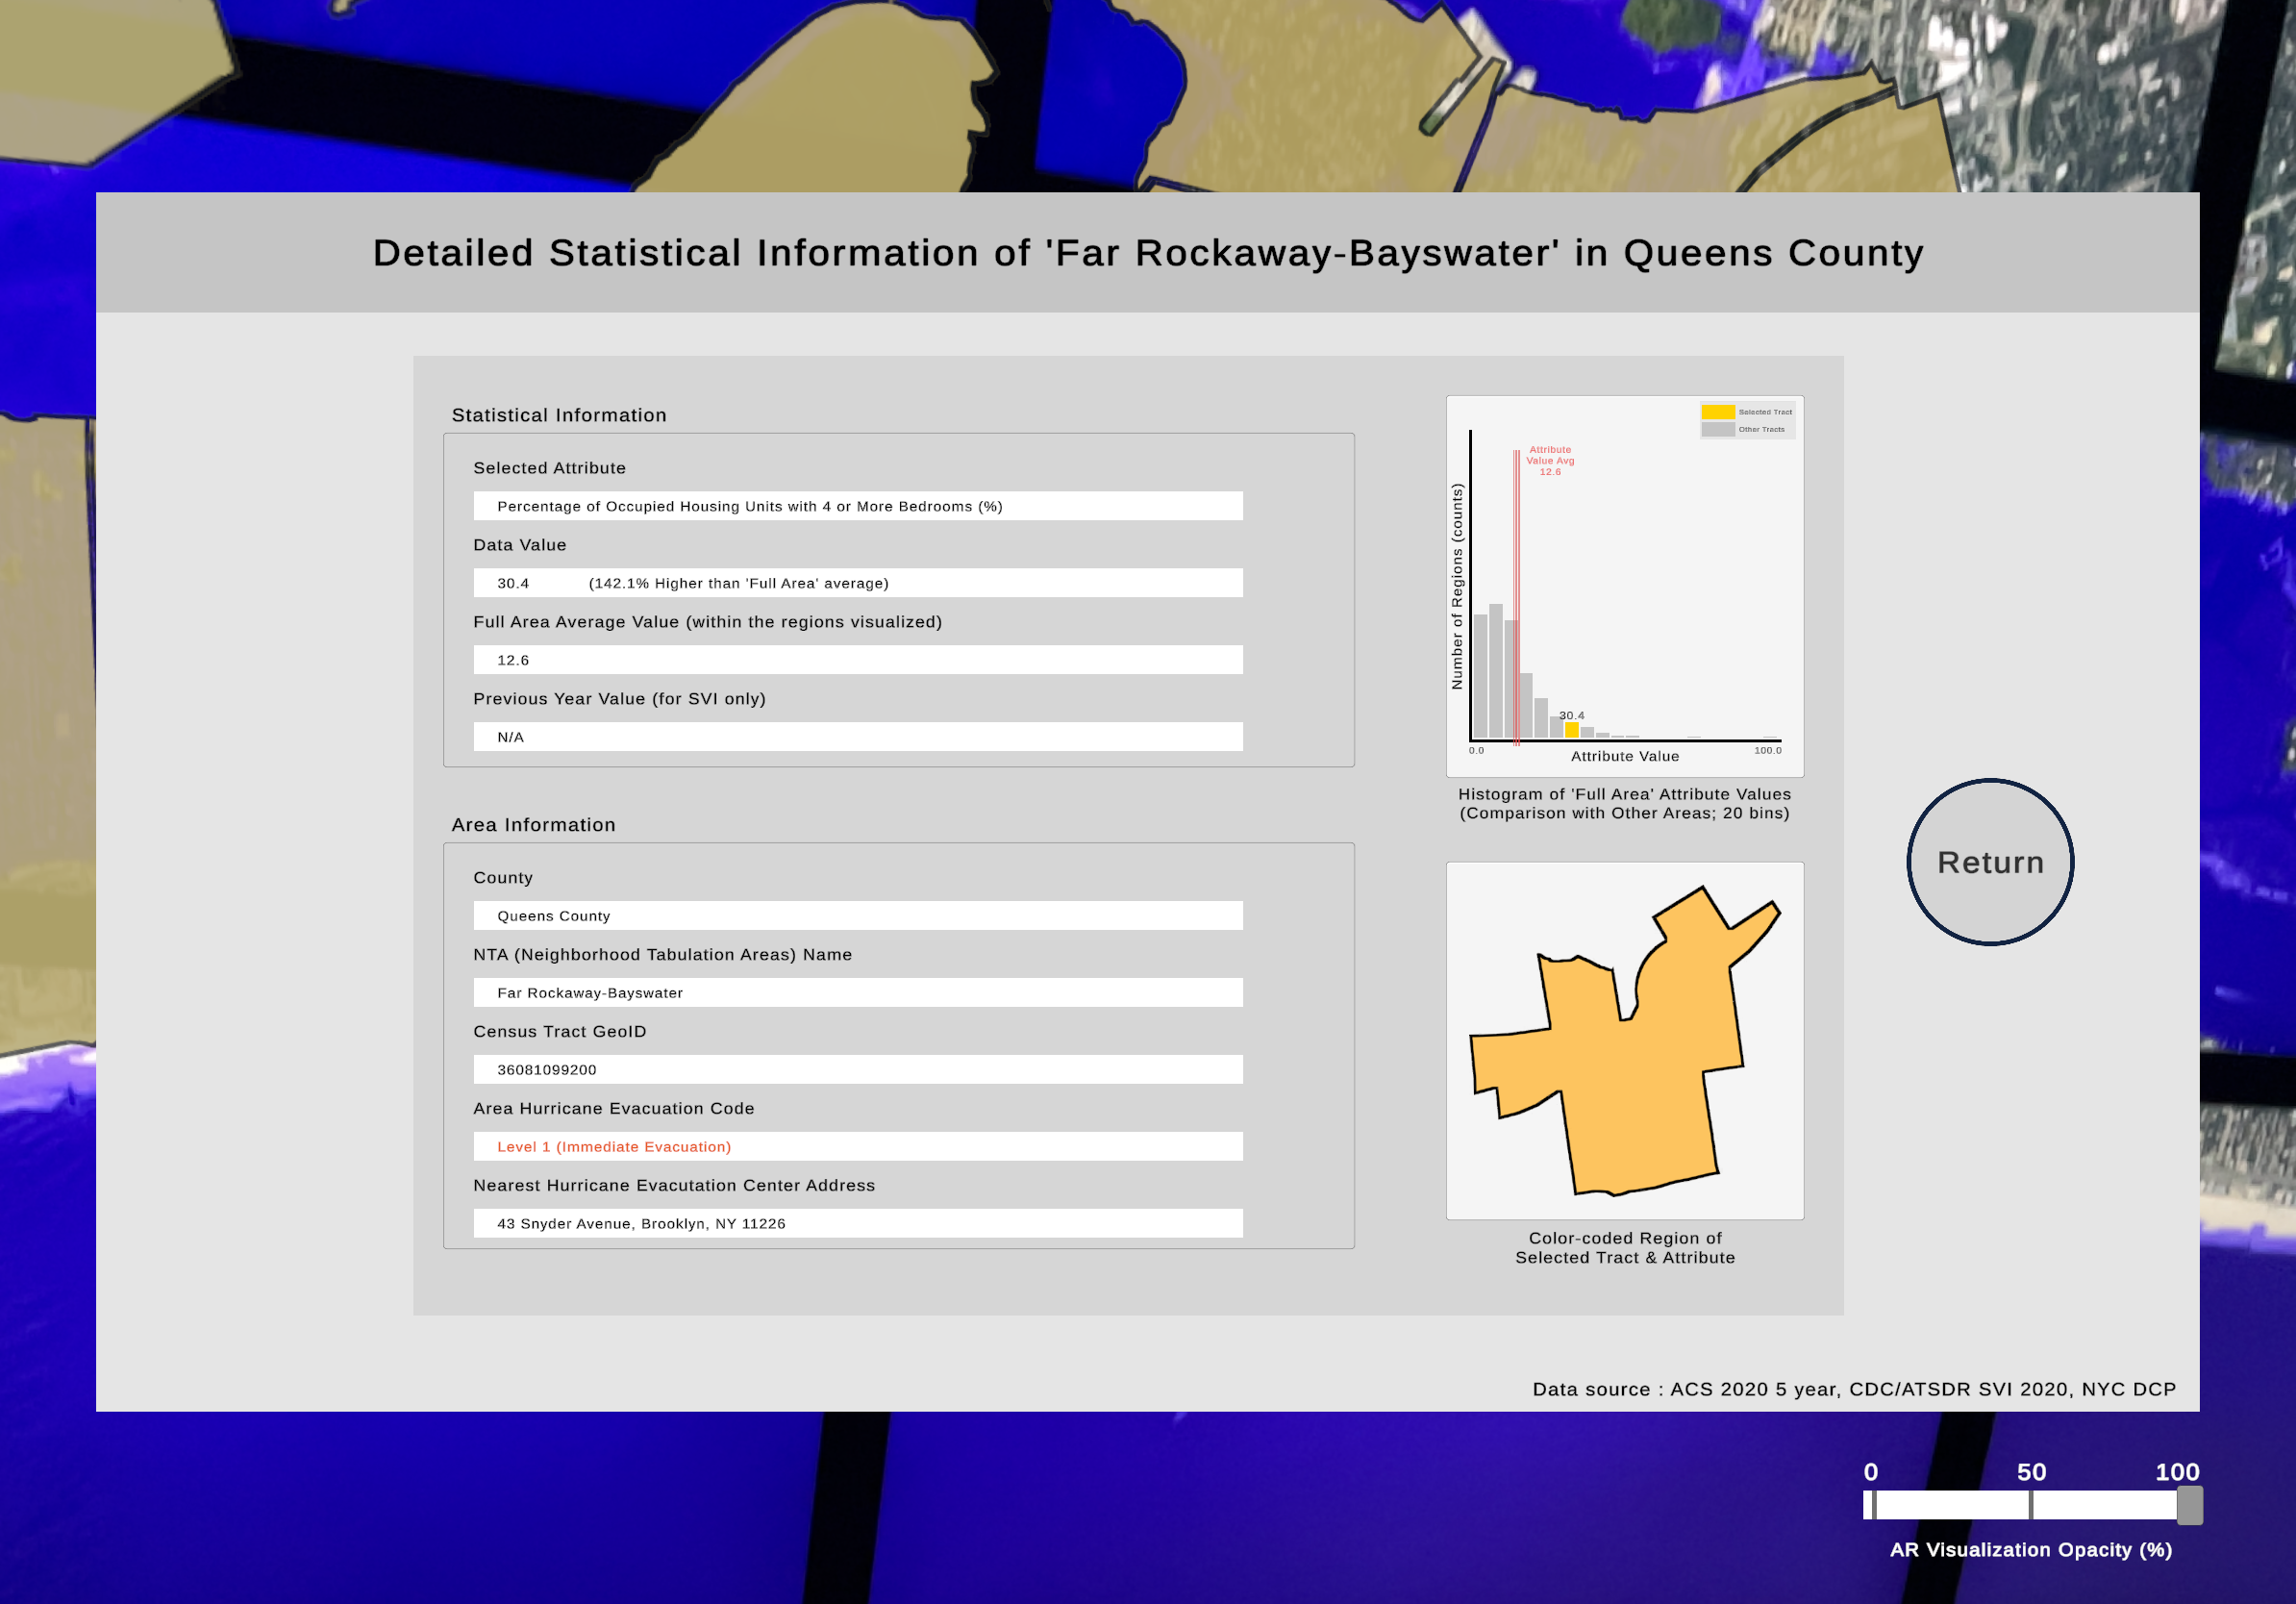 Detailed Statistical Information of 'Far Rockaway-Bayswater' in Queens County
Statistical Information
Selected Attribute
Percentage of Occupied Housing Units with 4 or More Bedrooms (%)
Data Value
30.4 (142.1% Higher than 'Full Area' average)
Full Area Average Value (within the regions visualized)
12.6
Previous Year Value (for SVI only)
N/A
Area Information
County
Queens County
NTA (Neighborhood Tabulation Areas) Name
Far Rockaway-Bayswater
Census Tract GeoID
36081099200
Area Hurricane Evacuation Code
Level 1 (Immediate Evacuation)
Nearest Hurricane Evacutation Center Address
43 Snyder Avenue, Brooklyn, NY 11226
Selected Tract
Other Tracts
Attribute
Value Avg
12.6
Number of Regions (counts)
30.4
0.0
100.0
Attribute Value
Histogram of 'Full Area' Attribute Values
(Comparison with Other Areas; 20 bins)
Color-coded Region of
Selected Tract & Attribute
Return
Data source : ACS 2020 5 year, CDC/ATSDR SVI 2020, NYC DCP
0 50 100
AR Visualization Opacity (%)